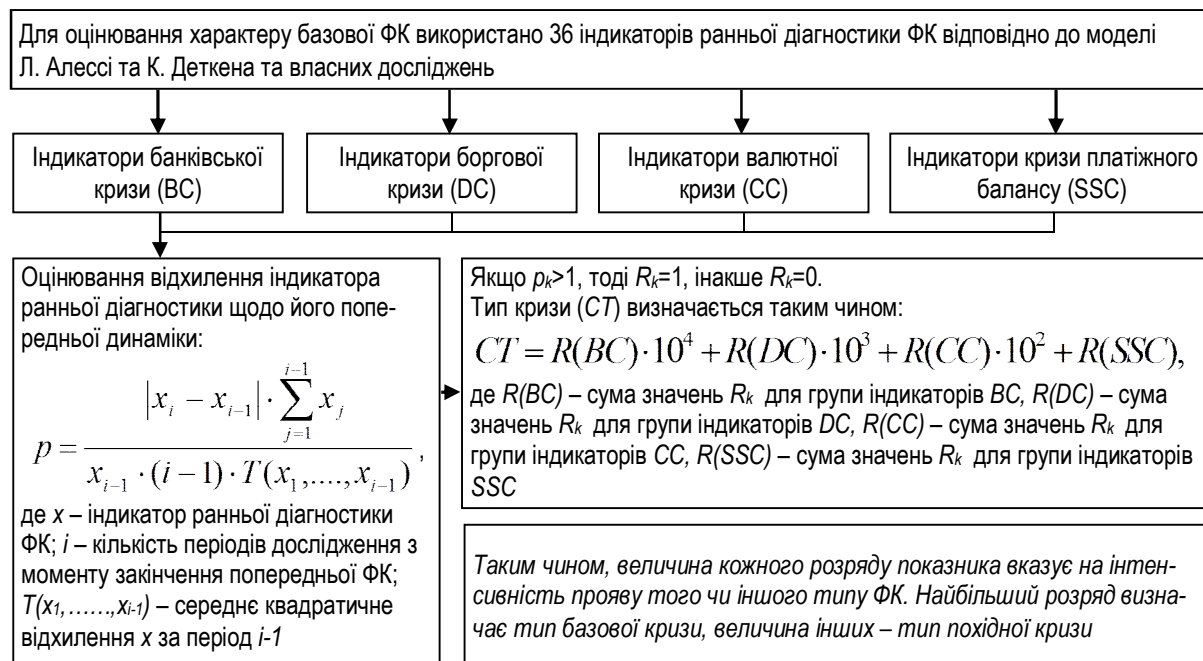 Для оцінювання характеру базової ФК використано 36 індикаторів ранньої діагностики ФК відповідно до моделі
Л. Алессі та К. Деткена та власних досліджень
Індикатори банківської
кризи (BC)
Індикатори боргової
кризи (DC)
Індикатори валютної
кризи (CC)
Індикатори кризи платіжного
балансу (SSC)
Оцінювання відхилення індикатора
ранньої діагностики щодо його попе-
редньої динаміки:
p = (|x_i − x_{i−1}| · ∑_{j=1}^{i−1} x_j) / (x_{i−1} · (i−1) · T(x_1,....,x_{i−1})) ,
де x – індикатор ранньої діагностики
ФК; i – кількість періодів дослідження з
моменту закінчення попередньої ФК;
T(x₁,……,x_{i-1}) – середнє квадратичне
відхилення x за період i-1
Якщо p_k>1, тоді R_k=1, інакше R_k=0.
Тип кризи (CT) визначається таким чином:
CT = R(BC)·10⁴ + R(DC)·10³ + R(CC)·10² + R(SSC),
де R(BC) – сума значень R_k для групи індикаторів BC, R(DC) – сума
значень R_k для групи індикаторів DC, R(CC) – сума значень R_k для
групи індикаторів CC, R(SSC) – сума значень R_k для групи індикаторів
SSC
Таким чином, величина кожного розряду показника вказує на інтен-
сивність прояву того чи іншого типу ФК. Найбільший розряд визна-
чає тип базової кризи, величина інших – тип похідної кризи